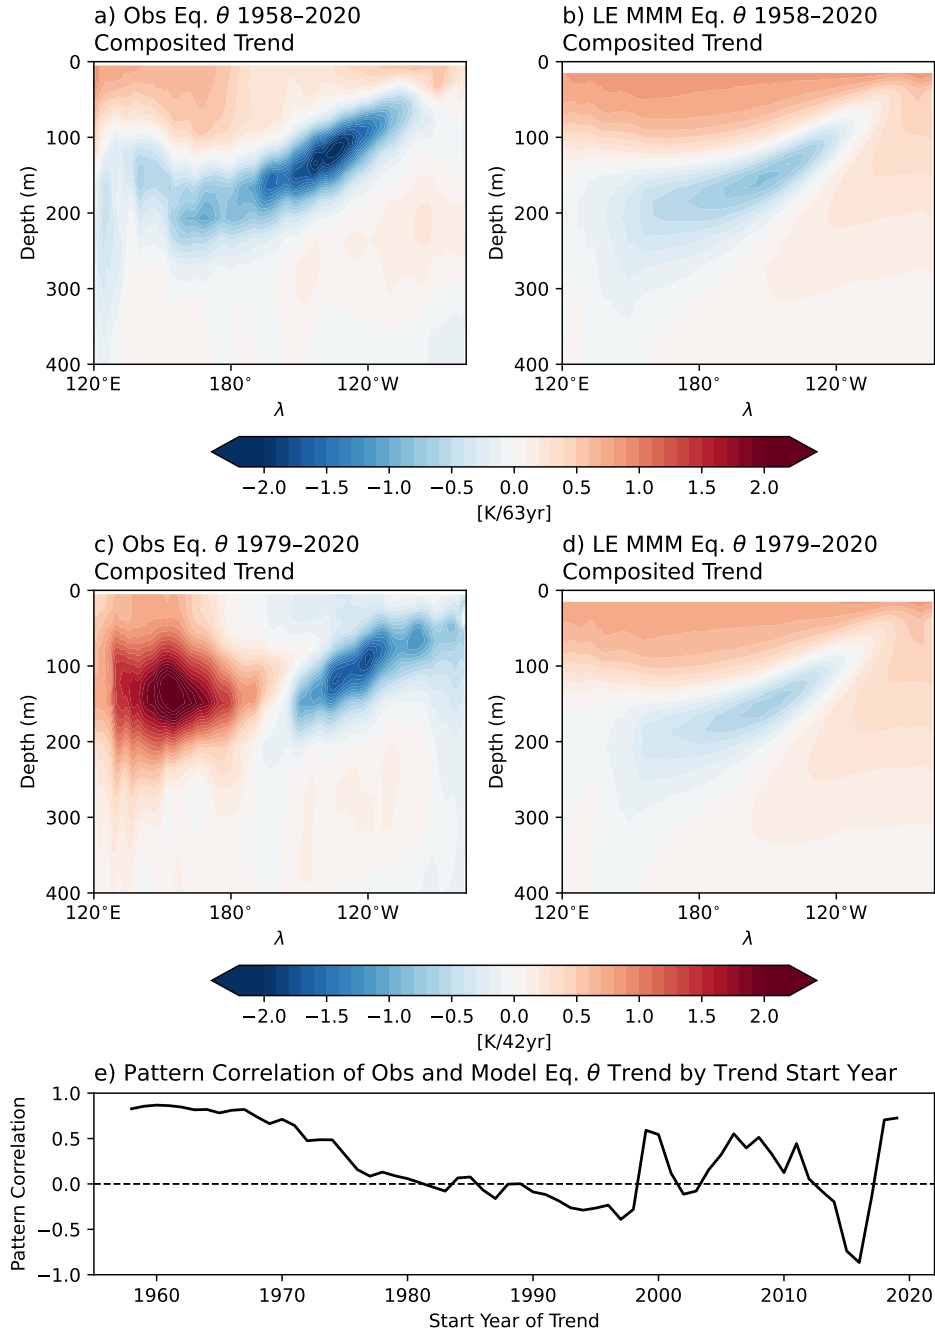 a) Obs Eq. θ 1958–2020
Composited Trend
b) LE MMM Eq. θ 1958–2020
Composited Trend
0
100
200
300
400
Depth (m)
120°E
180°
120°W
λ
0
100
200
300
400
Depth (m)
120°E
180°
120°W
λ
−2.0
−1.5
−1.0
−0.5
0.0
0.5
1.0
1.5
2.0
[K/63yr]
c) Obs Eq. θ 1979–2020
Composited Trend
d) LE MMM Eq. θ 1979–2020
Composited Trend
0
100
200
300
400
Depth (m)
120°E
180°
120°W
λ
0
100
200
300
400
Depth (m)
120°E
180°
120°W
λ
−2.0
−1.5
−1.0
−0.5
0.0
0.5
1.0
1.5
2.0
[K/42yr]
e) Pattern Correlation of Obs and Model Eq. θ Trend by Trend Start Year
1.0
0.5
0.0
−0.5
−1.0
Pattern Correlation
1960
1970
1980
1990
2000
2010
2020
Start Year of Trend